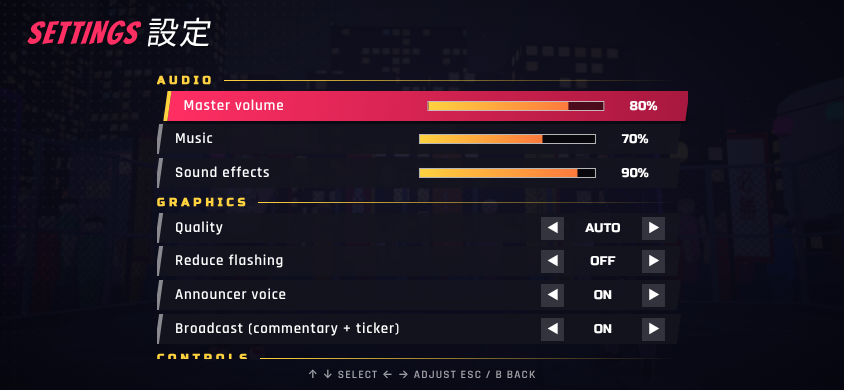 SETTINGS 設定
AUDIO
Master volume 80%
Music 70%
Sound effects 90%
GRAPHICS
Quality ◀ AUTO ▶
Reduce flashing ◀ OFF ▶
Announcer voice ◀ ON ▶
Broadcast (commentary + ticker) ◀ ON ▶
CONTROLS
↑ ↓ SELECT ← → ADJUST ESC / B BACK